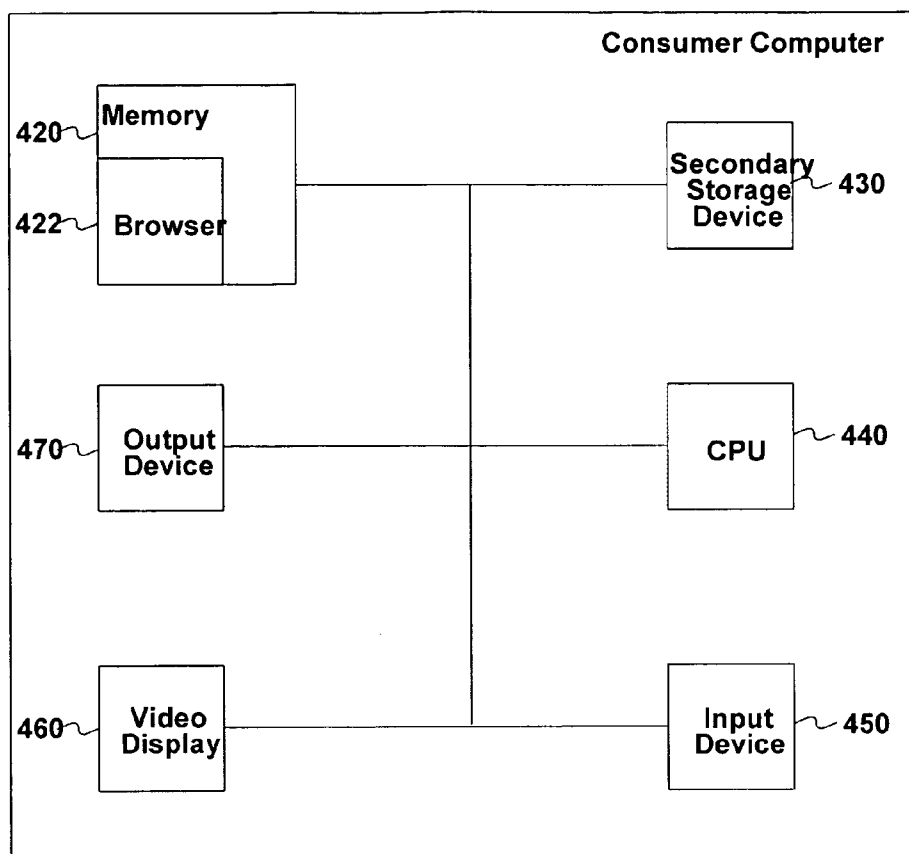 Consumer Computer
Memory
420
422
Browser
Secondary
Storage
Device
430
470
Output
Device
CPU
440
460
Video
Display
Input
Device
450